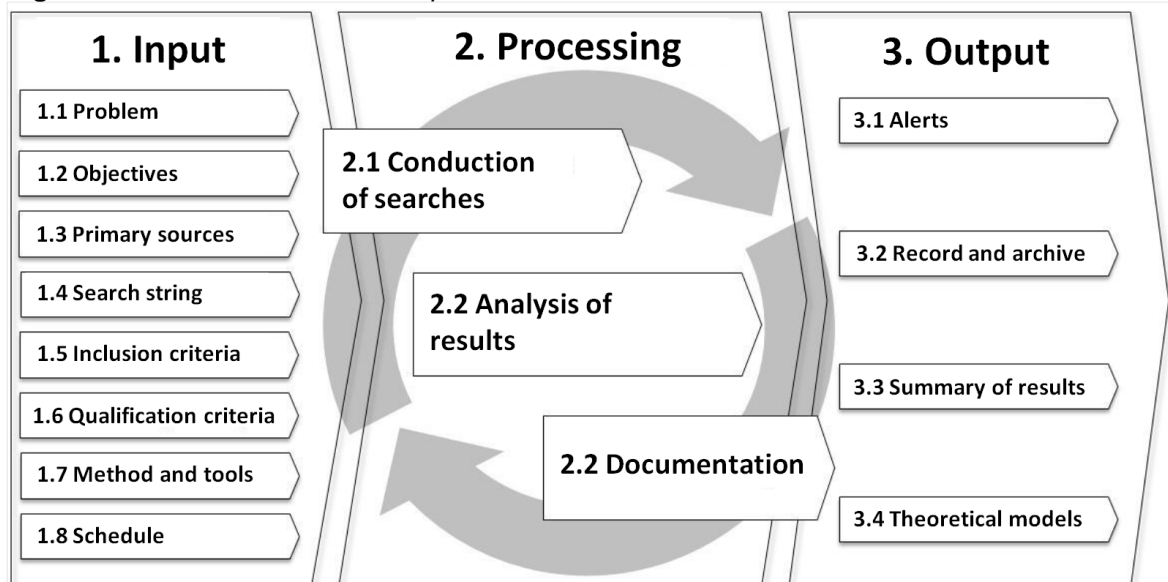 1. Input
1.1 Problem
1.2 Objectives
1.3 Primary sources
1.4 Search string
1.5 Inclusion criteria
1.6 Qualification criteria
1.7 Method and tools
1.8 Schedule
2. Processing
2.1 Conduction
of searches
2.2 Analysis of
results
2.2 Documentation
3. Output
3.1 Alerts
3.2 Record and archive
3.3 Summary of results
3.4 Theoretical models